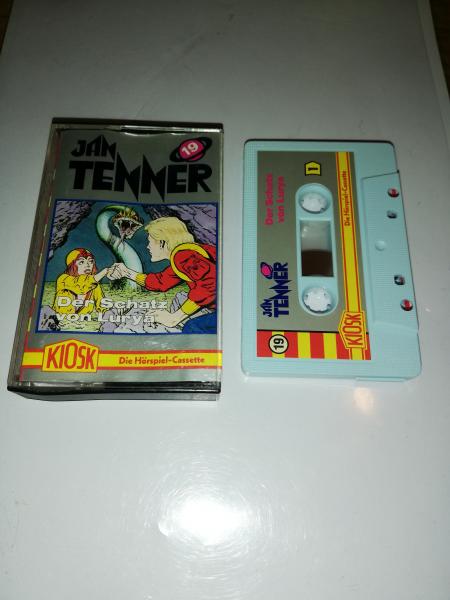 JAN
19
TENNER
Der Schatz
von Lurya
KIOSK
Die Hörspiel-Cassette
19
JAN
TENNER
Der Schatz
von Lurya
1
KIOSK
Die Hörspiel-Cassette